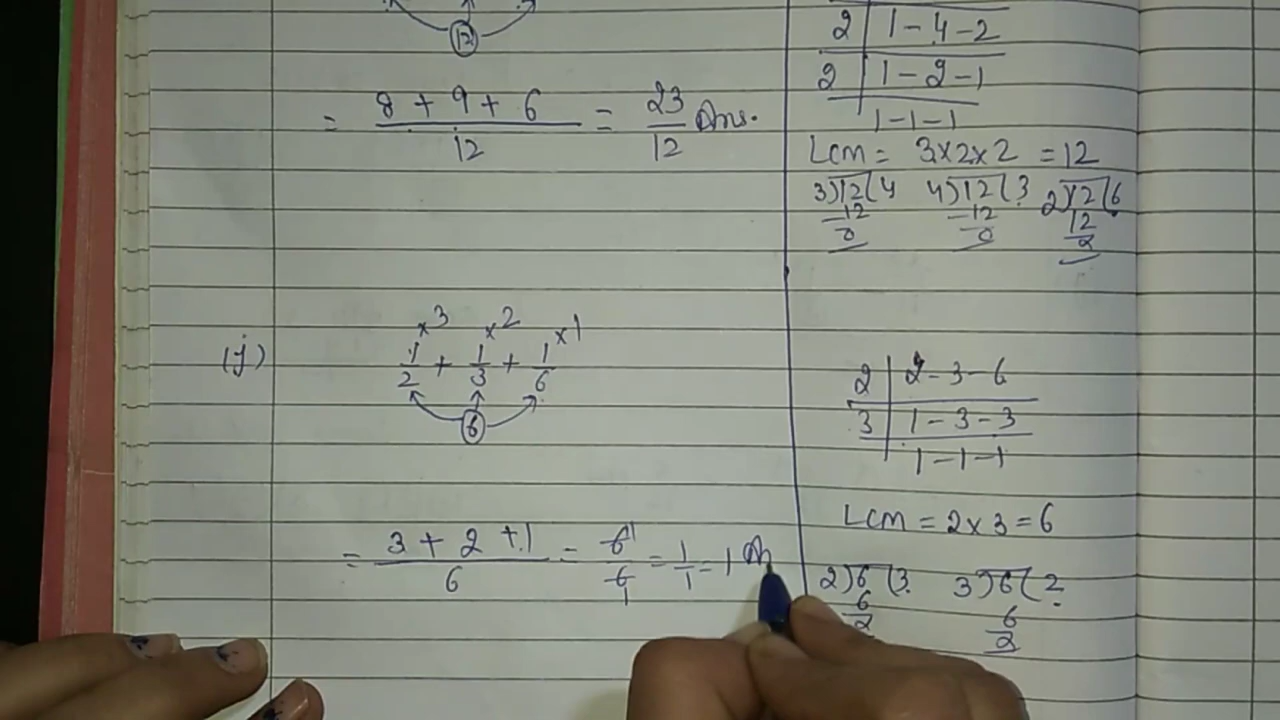 12
= 8 + 9 + 6 / 12 = 23/12 Ans.
2 | 1 - 4 - 2
2 | 1 - 2 - 1
1 - 1 - 1
LCM = 3x2x2 = 12
3)12(4 4)12(3 2)12(6
-12 -12 12
0 0 0
(j) 1/2 x3 + 1/3 x2 + 1/6 x1
6
= 3 + 2 + 1 / 6 = 6/6 = 1/1 = 1 An
1
1
2 | 2 - 3 - 6
3 | 1 - 3 - 3
1 - 1 - 1
LCM = 2 x 3 = 6
2)6(3 3)6(2
6 6
0 0